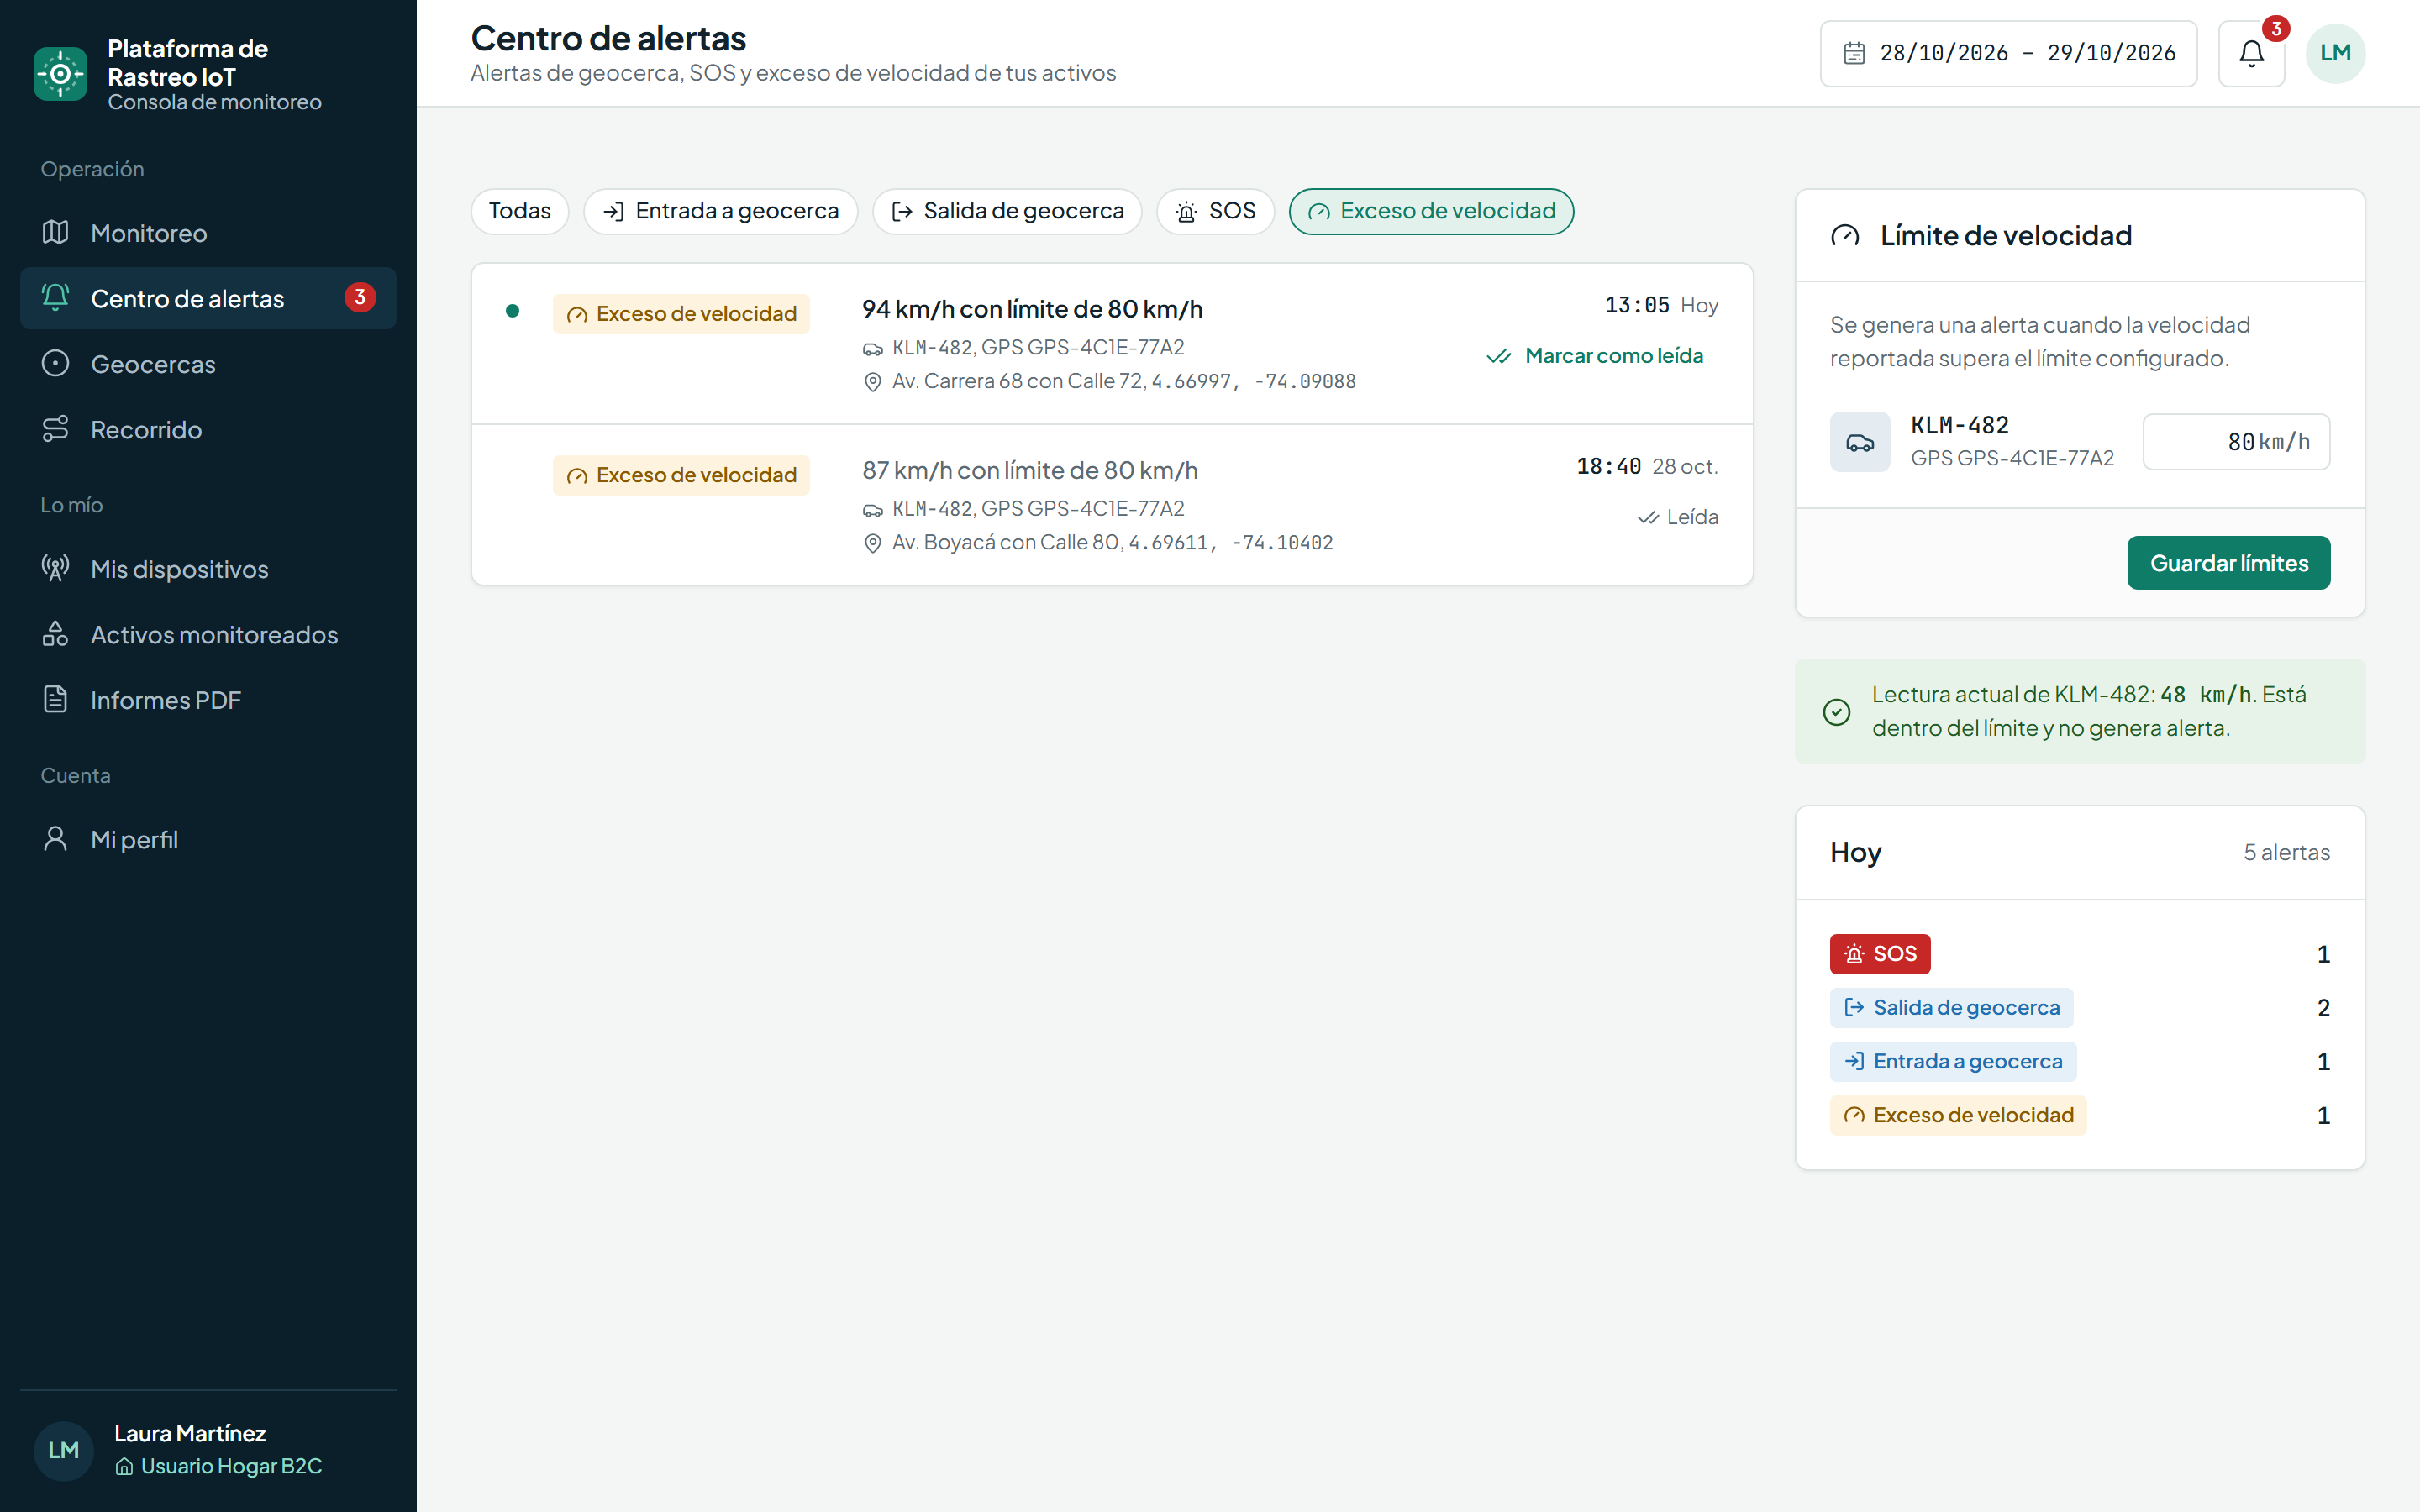 Plataforma de
Rastreo IoT
Consola de monitoreo
Operación
Monitoreo
Centro de alertas 3
Geocercas
Recorrido
Lo mío
Mis dispositivos
Activos monitoreados
Informes PDF
Cuenta
Mi perfil
LM
Laura Martínez
Usuario Hogar B2C
Centro de alertas
Alertas de geocerca, SOS y exceso de velocidad de tus activos
28/10/2026 – 29/10/2026
3
LM
Todas
Entrada a geocerca
Salida de geocerca
SOS
Exceso de velocidad
Exceso de velocidad
94 km/h con límite de 80 km/h
KLM-482, GPS GPS-4C1E-77A2
Av. Carrera 68 con Calle 72, 4.66997, -74.09088
13:05 Hoy
Marcar como leída
Exceso de velocidad
87 km/h con límite de 80 km/h
KLM-482, GPS GPS-4C1E-77A2
Av. Boyacá con Calle 80, 4.69611, -74.10402
18:40 28 oct.
Leída
Límite de velocidad
Se genera una alerta cuando la velocidad
reportada supera el límite configurado.
KLM-482
GPS GPS-4C1E-77A2
80 km/h
Guardar límites
Lectura actual de KLM-482: 48 km/h. Está
dentro del límite y no genera alerta.
Hoy
5 alertas
SOS 1
Salida de geocerca 2
Entrada a geocerca 1
Exceso de velocidad 1